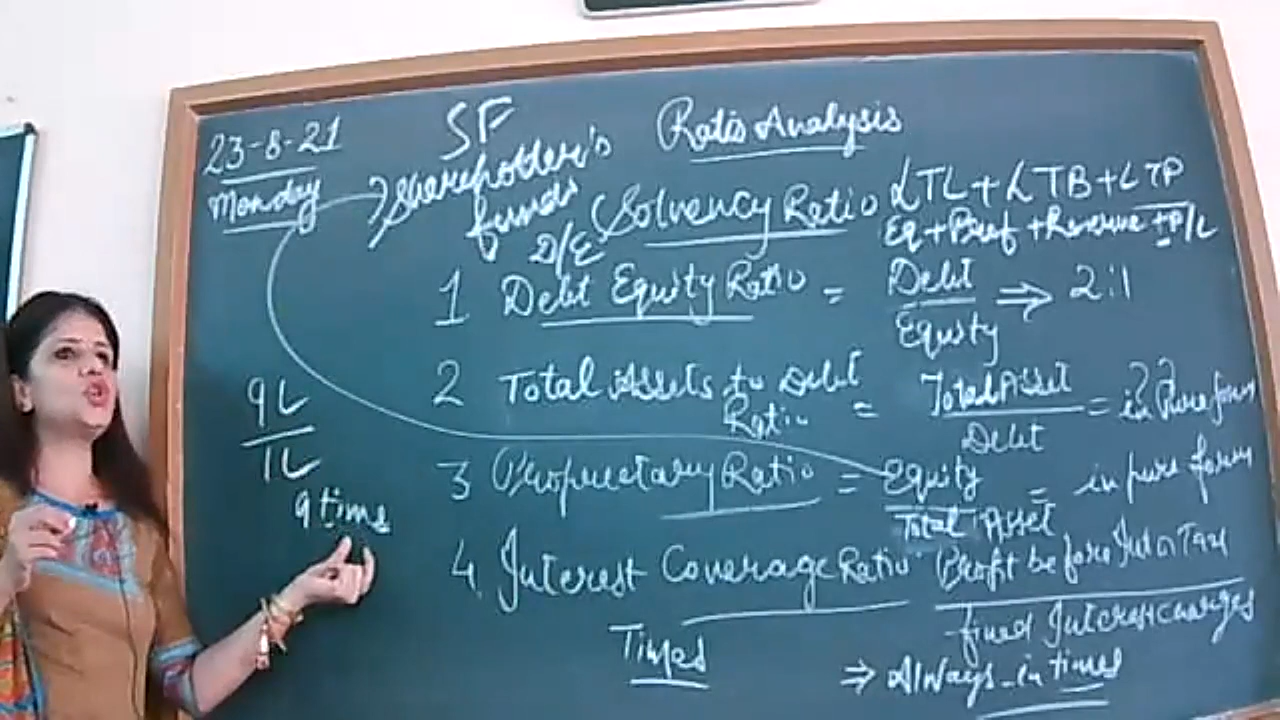 23-8-21
Monday
SF
Shareholder's
funds
Ratio Analysis
Solvency Ratio
LTL + LTB + LTP
Eq + Pref + Reserve + P/L
D/E
1 Debt Equity Ratio = Debt / Equity ⇒ 2:1
2 Total Assets to Debt Ratio = Total Asset / Debt = ?? in Pure form
3 Proprietary Ratio = Equity / Total Asset = in pure form
4. Interest Coverage Ratio Profit before Int n Tax / fixed Interest charges
Times
⇒ Always in times
9L / 1L
9 times